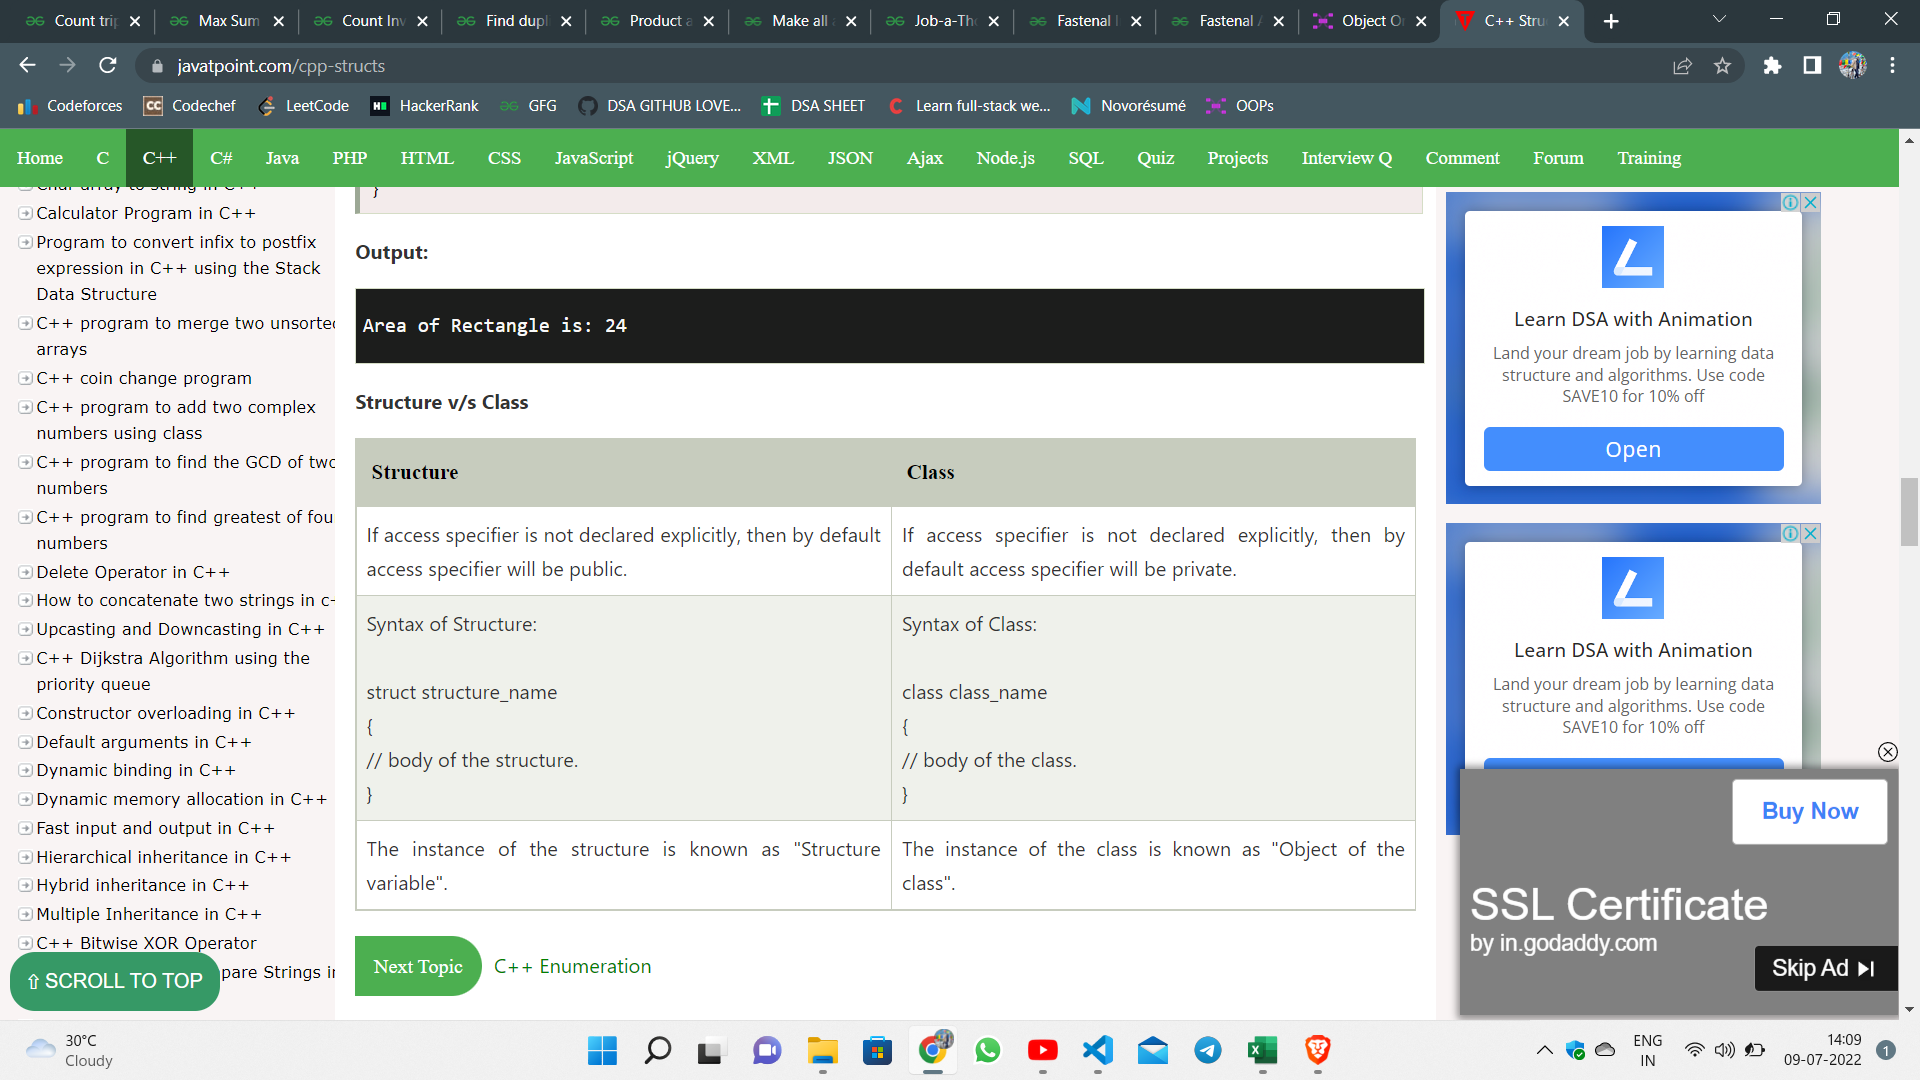 Count trip
Max Sum
Count Inv
Find dupl
Product a
Make all a
Job-a-Tho
Fastenal
Fastenal A
Object Or
C++ Struc
javatpoint.com/cpp-structs
Codeforces
Codechef
LeetCode
HackerRank
GFG
DSA GITHUB LOVE...
DSA SHEET
Learn full-stack we...
Novorésumé
OOPs
Home C C++ C# Java PHP HTML CSS JavaScript jQuery XML JSON Ajax Node.js SQL Quiz Projects Interview Q Comment Forum Training
Char array to string in C++
Calculator Program in C++
Program to convert infix to postfix
expression in C++ using the Stack
Data Structure
C++ program to merge two unsorted
arrays
C++ coin change program
C++ program to add two complex
numbers using class
C++ program to find the GCD of two
numbers
C++ program to find greatest of four
numbers
Delete Operator in C++
How to concatenate two strings in c+
Upcasting and Downcasting in C++
C++ Dijkstra Algorithm using the
priority queue
Constructor overloading in C++
Default arguments in C++
Dynamic binding in C++
Dynamic memory allocation in C++
Fast input and output in C++
Hierarchical inheritance in C++
Hybrid inheritance in C++
Multiple Inheritance in C++
C++ Bitwise XOR Operator
pare Strings in
⇧ SCROLL TO TOP
}
Output:
Area of Rectangle is: 24
Structure v/s Class
Structure
Class
If access specifier is not declared explicitly, then by default
access specifier will be public.
If access specifier is not declared explicitly, then by
default access specifier will be private.
Syntax of Structure:
struct structure_name
{
// body of the structure.
}
Syntax of Class:
class class_name
{
// body of the class.
}
The instance of the structure is known as "Structure
variable".
The instance of the class is known as "Object of the
class".
Next Topic
C++ Enumeration
Learn DSA with Animation
Land your dream job by learning data
structure and algorithms. Use code
SAVE10 for 10% off
Open
Learn DSA with Animation
Land your dream job by learning data
structure and algorithms. Use code
SAVE10 for 10% off
Buy Now
SSL Certificate
by in.godaddy.com
Skip Ad
30°C
Cloudy
ENG
IN
14:09
09-07-2022
1